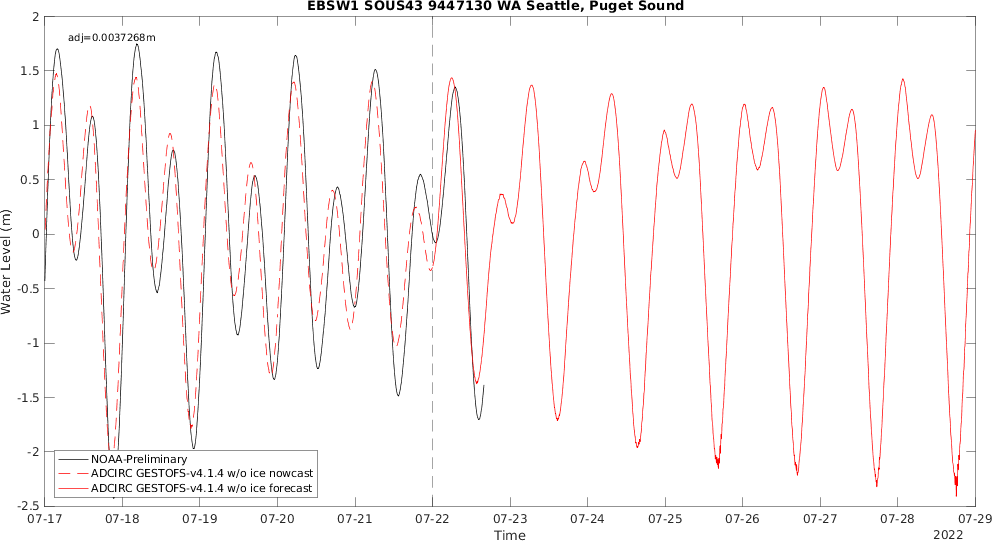 EBSW1 SOUS43 9447130 WA Seattle, Puget Sound
adj=0.0037268m
2
1.5
1
0.5
0
-0.5
-1
-1.5
-2
-2.5
Water Level (m)
NOAA-Preliminary
ADCIRC GESTOFS-v4.1.4 w/o ice nowcast
ADCIRC GESTOFS-v4.1.4 w/o ice forecast
07-17 07-18 07-19 07-20 07-21 07-22 07-23 07-24 07-25 07-26 07-27 07-28 07-29
Time
2022